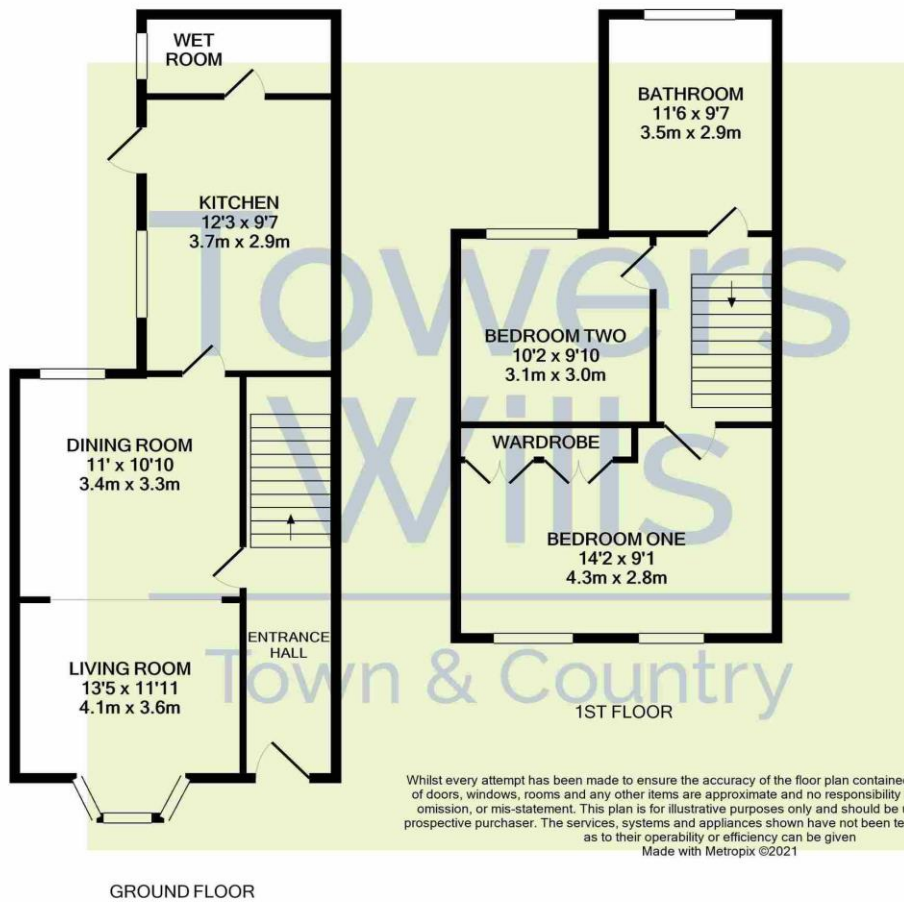 WET
ROOM
KITCHEN
12'3 x 9'7
3.7m x 2.9m
DINING ROOM
11' x 10'10
3.4m x 3.3m
LIVING ROOM
13'5 x 11'11
4.1m x 3.6m
ENTRANCE
HALL
GROUND FLOOR
BATHROOM
11'6 x 9'7
3.5m x 2.9m
BEDROOM TWO
10'2 x 9'10
3.1m x 3.0m
WARDROBE
BEDROOM ONE
14'2 x 9'1
4.3m x 2.8m
1ST FLOOR
Towers
Wills
Town & Country
Whilst every attempt has been made to ensure the accuracy of the floor plan contained
of doors, windows, rooms and any other items are approximate and no responsibility
omission, or mis-statement. This plan is for illustrative purposes only and should be
prospective purchaser. The services, systems and appliances shown have not been
as to their operability or efficiency can be given
Made with Metropix ©2021